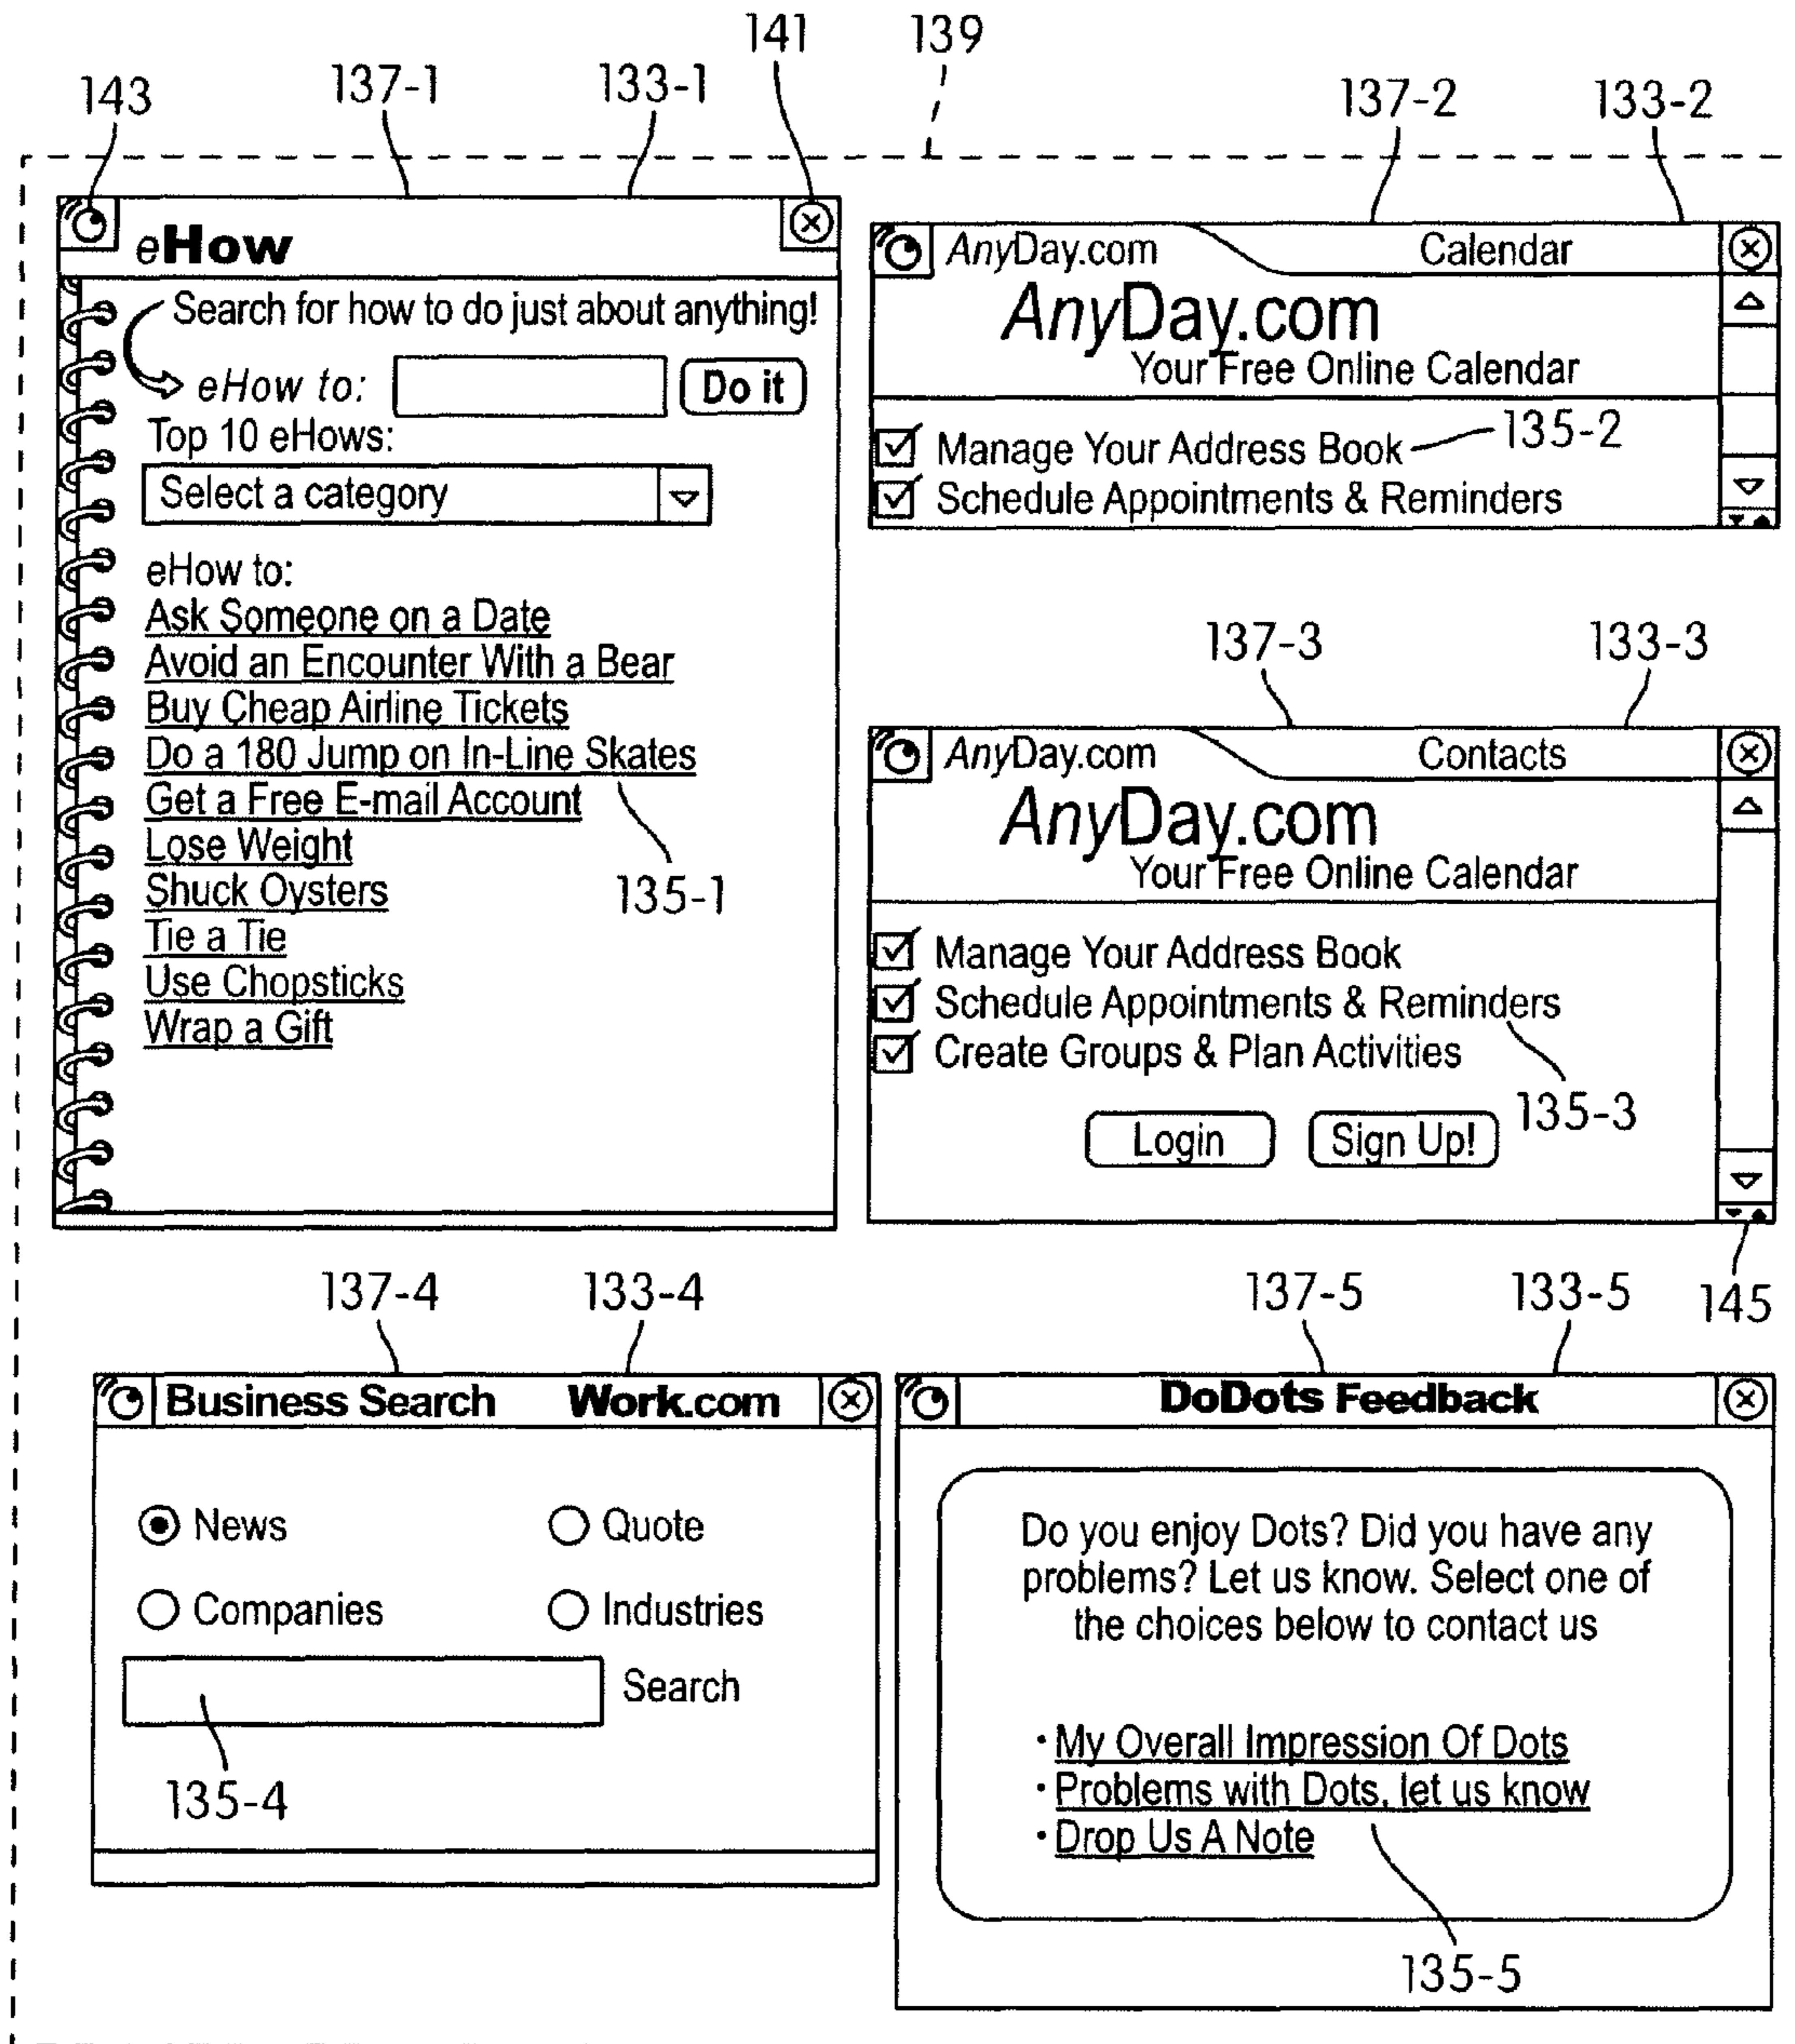 141
139
143
137-1
133-1
137-2
133-2
eHow
Search for how to do just about anything!
eHow to:
Do it
Top 10 eHows:
Select a category
eHow to:
Ask Someone on a Date
Avoid an Encounter With a Bear
Buy Cheap Airline Tickets
Do a 180 Jump on In-Line Skates
Get a Free E-mail Account
Lose Weight
Shuck Oysters
Tie a Tie
Use Chopsticks
Wrap a Gift
135-1
AnyDay.com
Calendar
AnyDay.com
Your Free Online Calendar
Manage Your Address Book
135-2
Schedule Appointments & Reminders
137-3
133-3
AnyDay.com
Contacts
AnyDay.com
Your Free Online Calendar
Manage Your Address Book
Schedule Appointments & Reminders
Create Groups & Plan Activities
135-3
Login
Sign Up!
145
137-4
133-4
Business Search
Work.com
News
Quote
Companies
Industries
Search
135-4
137-5
133-5
DoDots Feedback
Do you enjoy Dots? Did you have any
problems? Let us know. Select one of
the choices below to contact us
· My Overall Impression Of Dots
· Problems with Dots, let us know
· Drop Us A Note
135-5